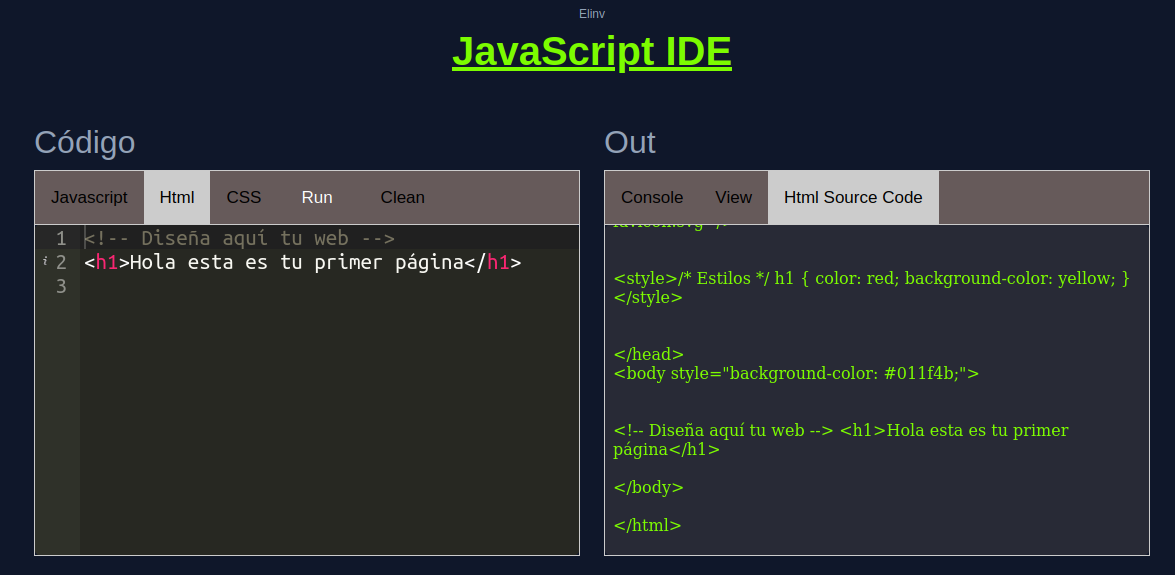 Elinv
JavaScript IDE
Código
Out
Javascript Html CSS Run Clean
Console View Html Source Code
1 <!-- Diseña aquí tu web -->
i 2 <h1>Hola esta es tu primer página</h1>
3
<style>/* Estilos */ h1 { color: red; background-color: yellow; }
</style>
</head>
<body style="background-color: #011f4b;">
<!-- Diseña aquí tu web --> <h1>Hola esta es tu primer
página</h1>
</body>
</html>